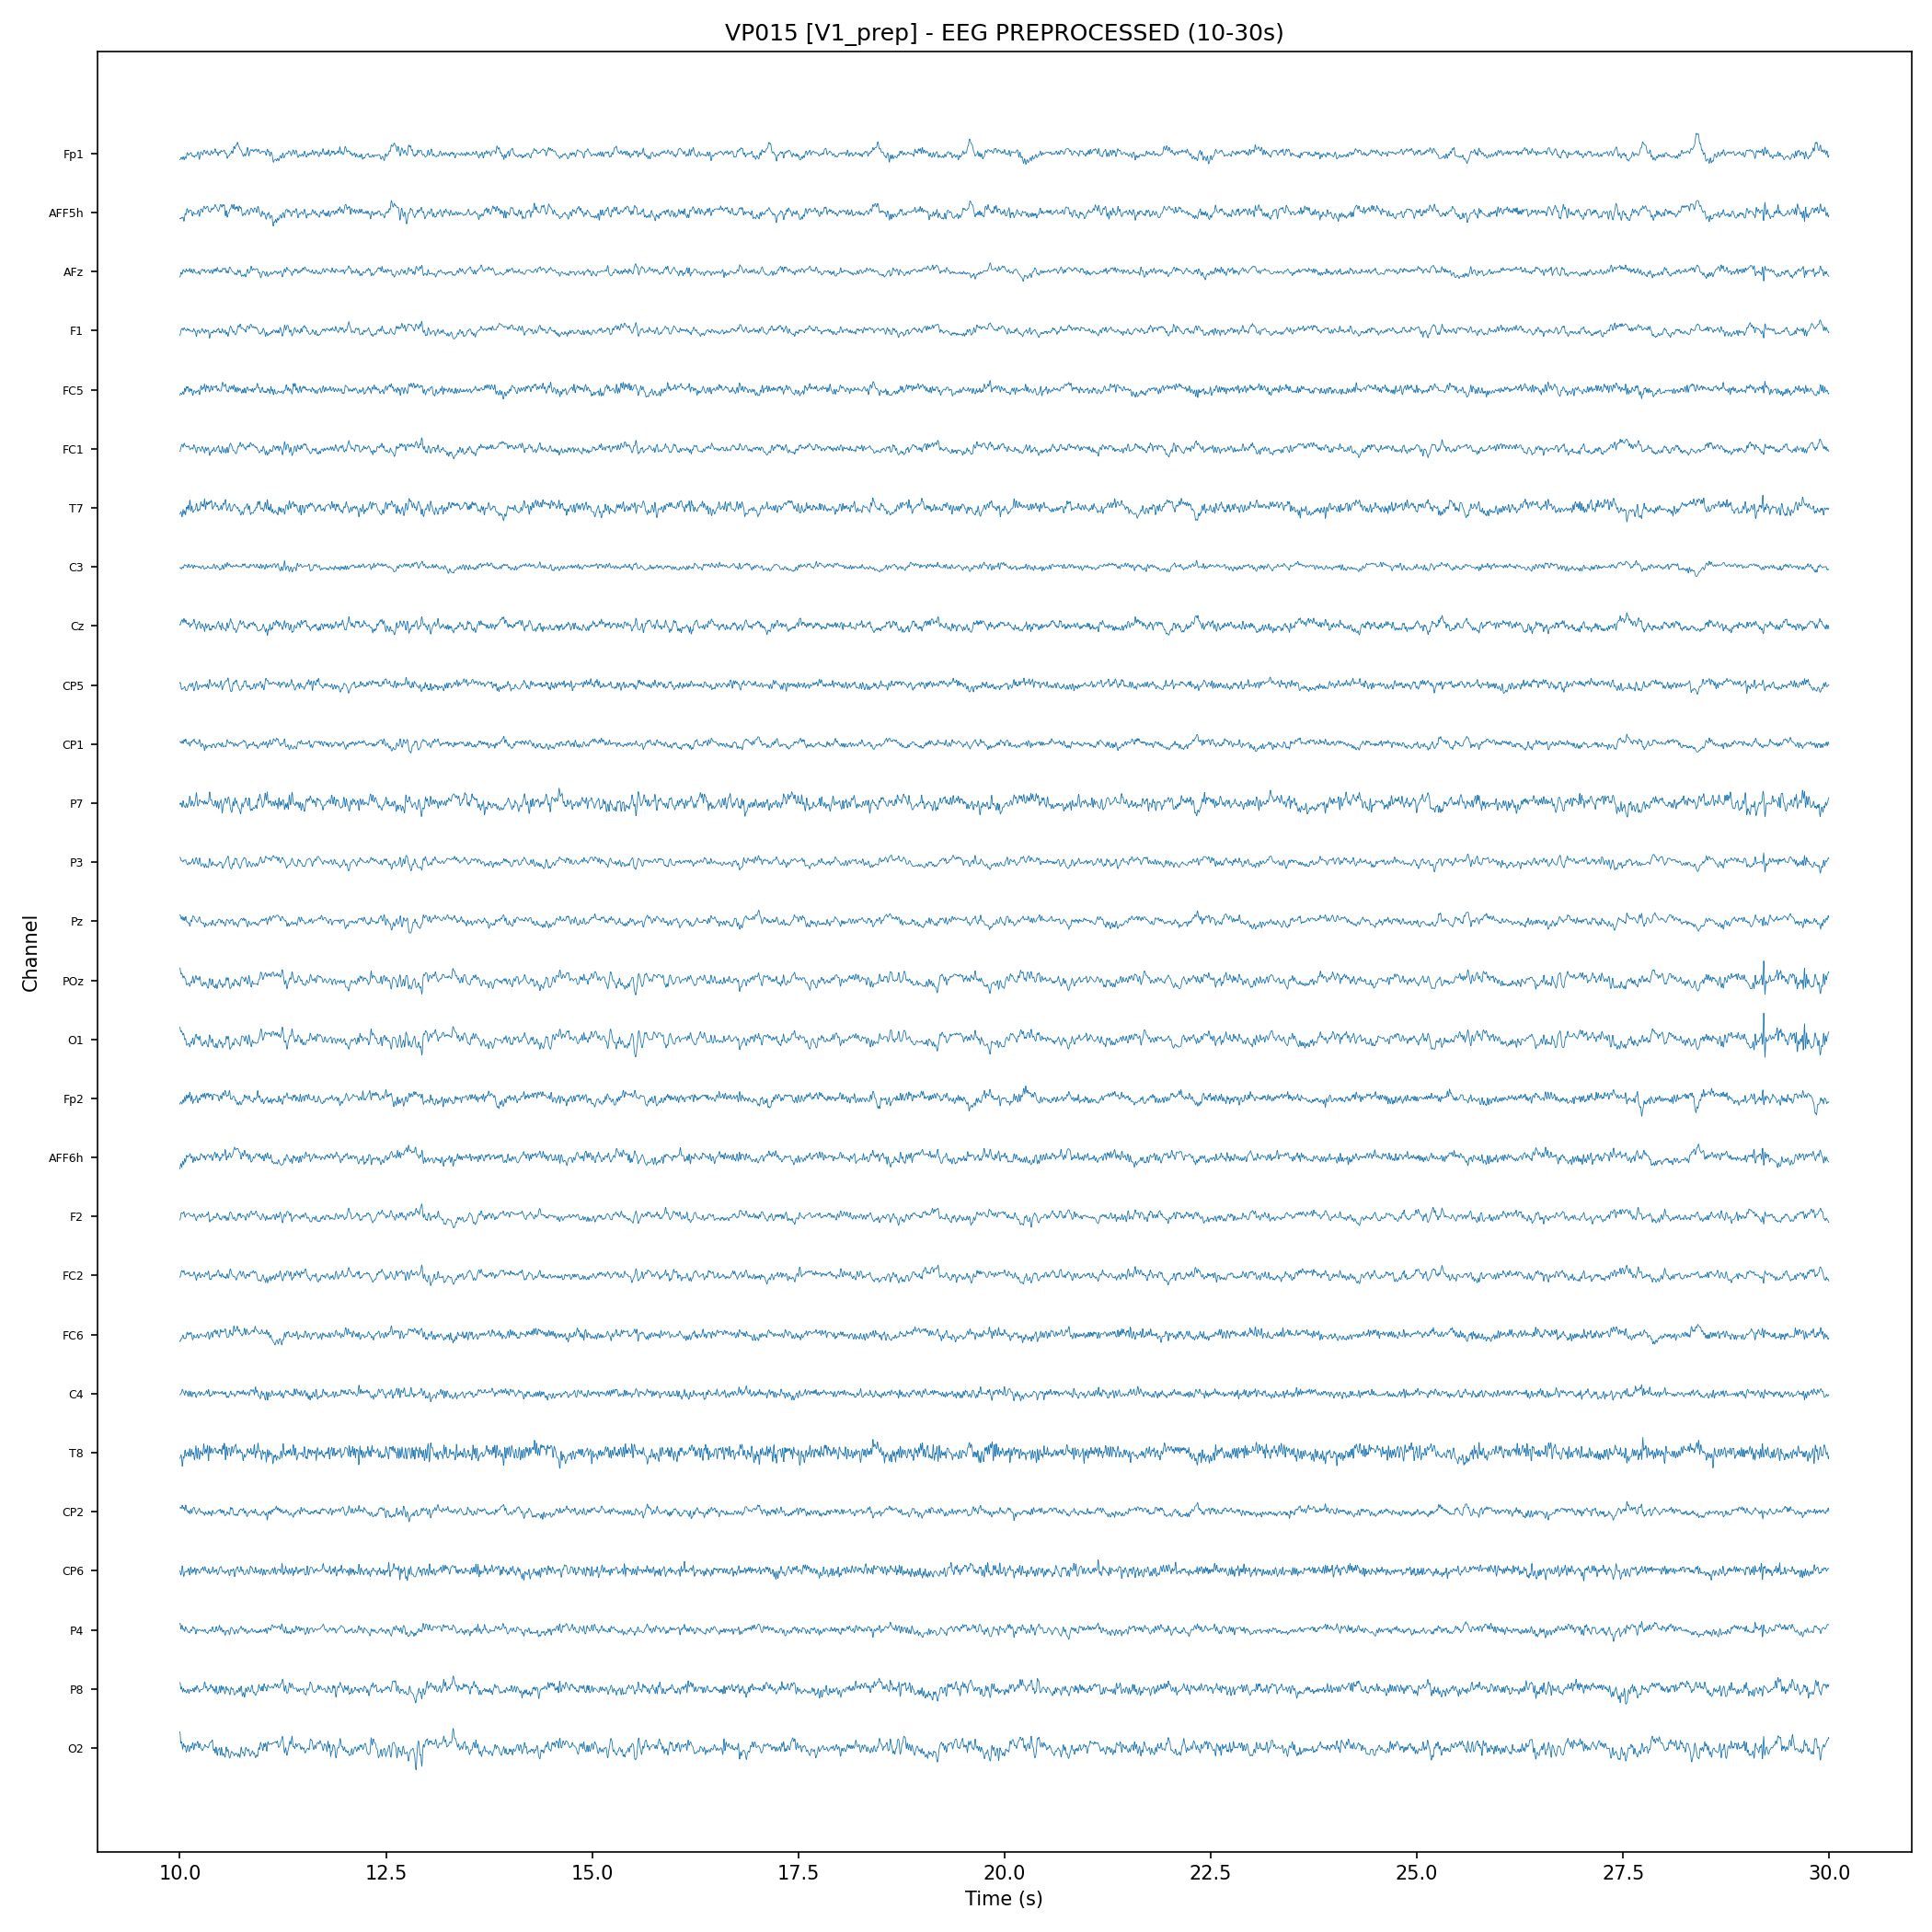 VP015 [V1_prep] - EEG PREPROCESSED (10-30s)
Fp1
AFF5h
AFz
F1
FC5
FC1
T7
C3
Cz
CP5
CP1
P7
P3
Pz
POz
O1
Fp2
AFF6h
F2
FC2
FC6
C4
T8
CP2
CP6
P4
P8
O2
Channel
10.0 12.5 15.0 17.5 20.0 22.5 25.0 27.5 30.0
Time (s)